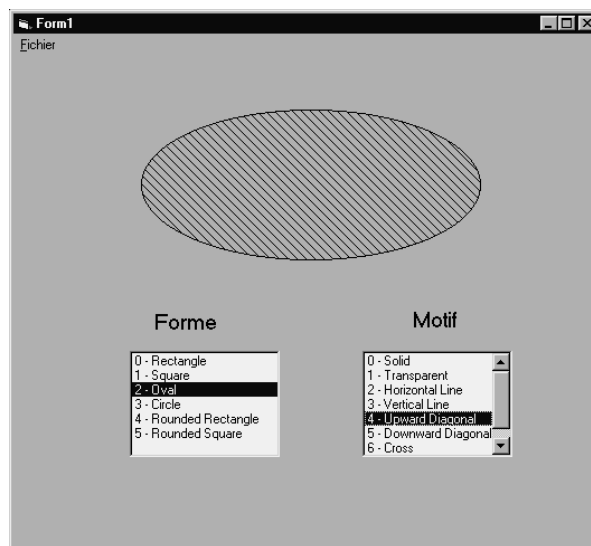 Form1
Fichier
Forme
Motif
0 - Rectangle
1 - Square
2 - Oval
3 - Circle
4 - Rounded Rectangle
5 - Rounded Square
0 - Solid
1 - Transparent
2 - Horizontal Line
3 - Vertical Line
4 - Upward Diagonal
5 - Downward Diagonal
6 - Cross